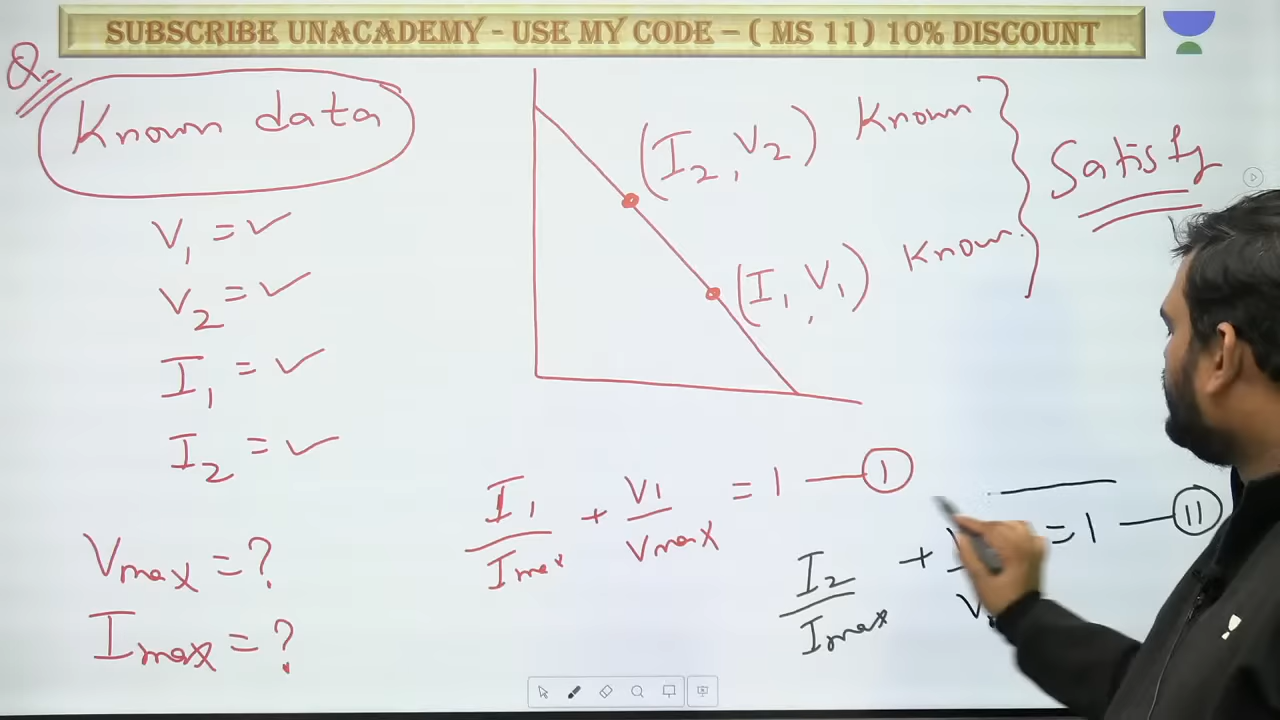 SUBSCRIBE UNACADEMY - USE MY CODE – ( MS 11) 10% DISCOUNT
Q.
Known data
V₁ = ✓
V₂ = ✓
I₁ = ✓
I₂ = ✓
Vmax = ?
Imax = ?
(I₂, V₂) Known
(I₁, V₁) Known.
Satisfy
I₁/Imax + V₁/Vmax = 1 — ①
I₂/Imax + V = 1 — ⑪